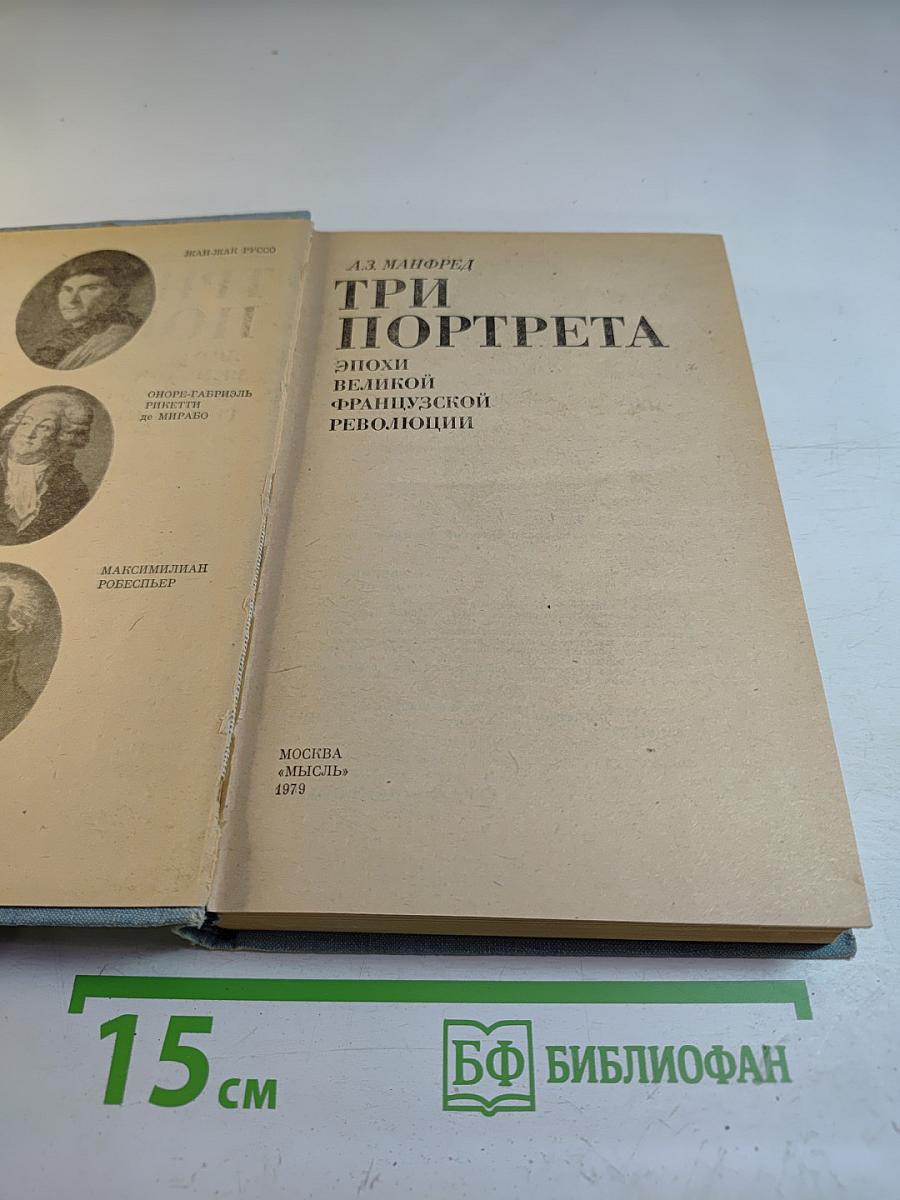 ЖАН-ЖАК РУССО
ОНОРЕ-ГАБРИЭЛЬ
РИКЕТТИ
де МИРАБО
МАКСИМИЛИАН
РОБЕСПЬЕР
А.З. МАНФРЕД
ТРИ
ПОРТРЕТА
ЭПОХИ
ВЕЛИКОЙ
ФРАНЦУЗСКОЙ
РЕВОЛЮЦИИ
МОСКВА
«МЫСЛЬ»
1979
15 см
БФ БИБЛИОФАН